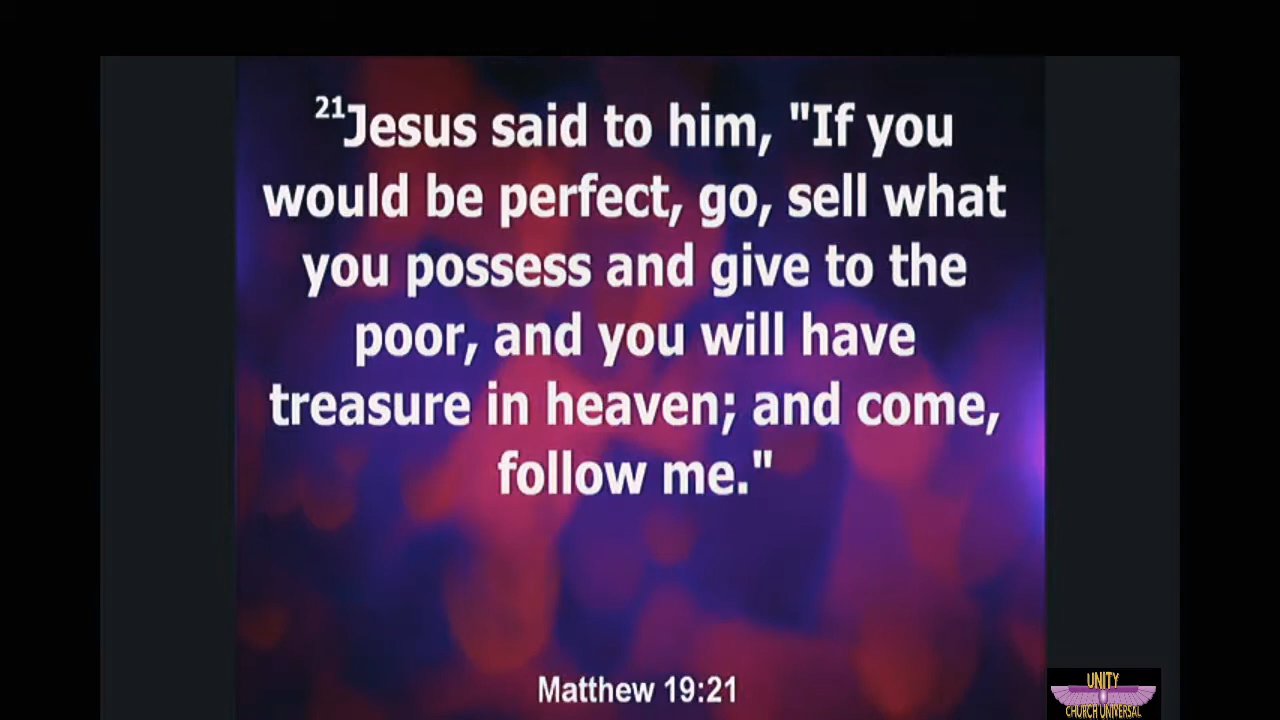 ²¹Jesus said to him, "If you
would be perfect, go, sell what
you possess and give to the
poor, and you will have
treasure in heaven; and come,
follow me."
Matthew 19:21
UNITY
CHURCH UNIVERSAL